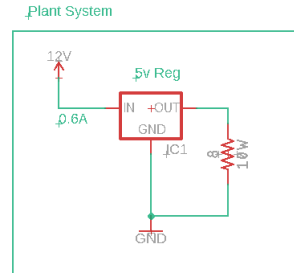 Plant System
12V
5v Reg
IN
OUT
GND
0.6A
IC1
8
10W
GND